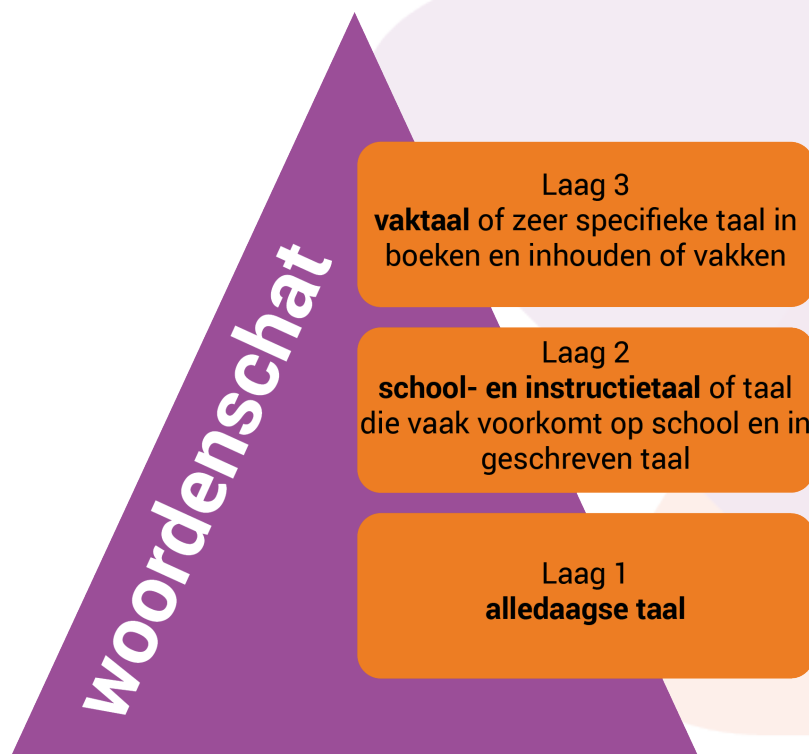 woordenschat
Laag 3
vaktaal of zeer specifieke taal in
boeken en inhouden of vakken
Laag 2
school- en instructietaal of taal
die vaak voorkomt op school en in
geschreven taal
Laag 1
alledaagse taal